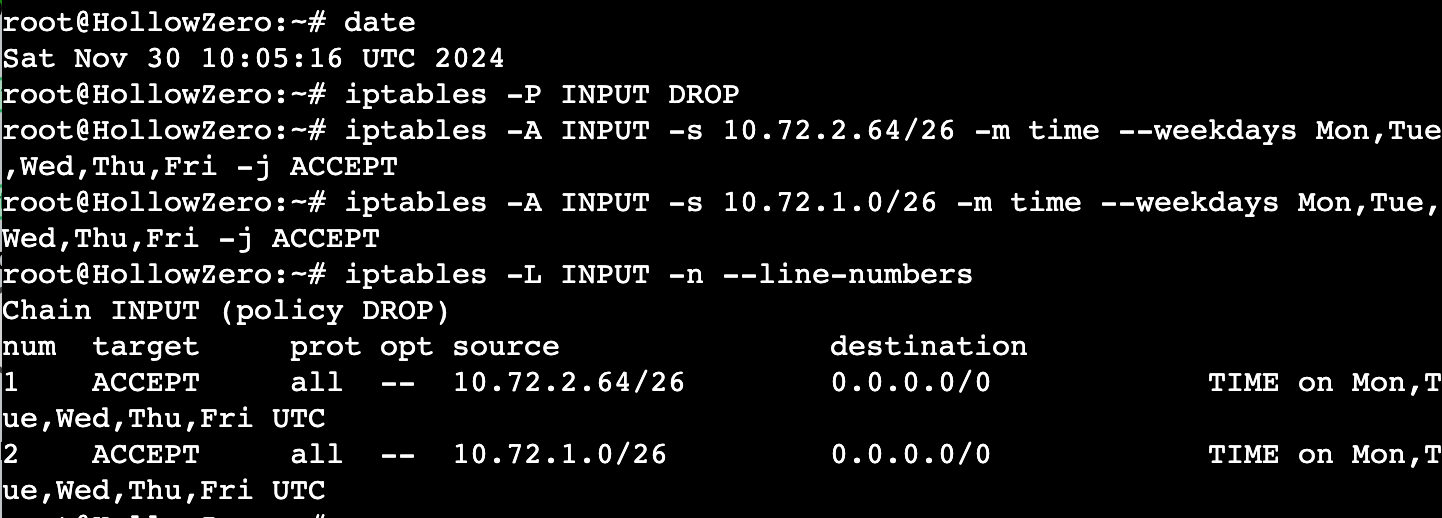 root@HollowZero:~# date
Sat Nov 30 10:05:16 UTC 2024
root@HollowZero:~# iptables -P INPUT DROP
root@HollowZero:~# iptables -A INPUT -s 10.72.2.64/26 -m time --weekdays Mon,Tue
,Wed,Thu,Fri -j ACCEPT
root@HollowZero:~# iptables -A INPUT -s 10.72.1.0/26 -m time --weekdays Mon,Tue,
Wed,Thu,Fri -j ACCEPT
root@HollowZero:~# iptables -L INPUT -n --line-numbers
Chain INPUT (policy DROP)
num  target     prot opt source               destination
1    ACCEPT     all  --  10.72.2.64/26        0.0.0.0/0            TIME on Mon,T
ue,Wed,Thu,Fri UTC
2    ACCEPT     all  --  10.72.1.0/26         0.0.0.0/0            TIME on Mon,T
ue,Wed,Thu,Fri UTC